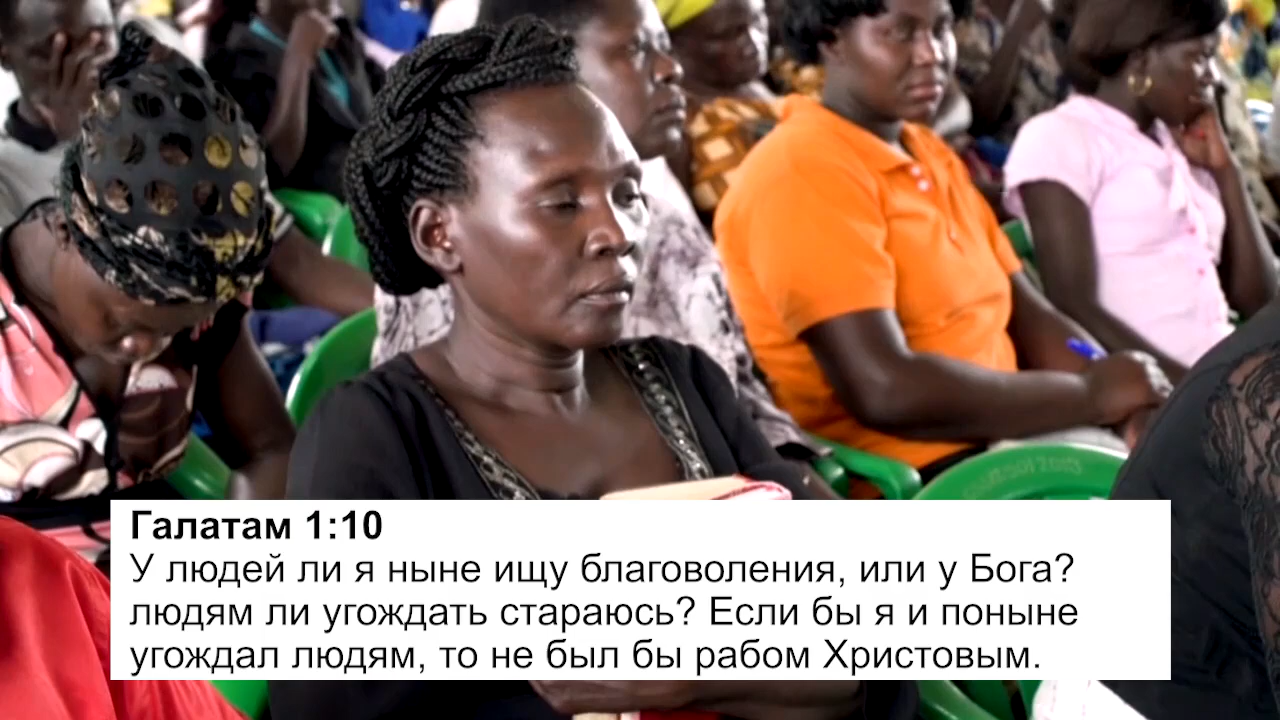 Галатам 1:10
У людей ли я ныне ищу благоволения, или у Бога?
людям ли угождать стараюсь? Если бы я и поныне
угождал людям, то не был бы рабом Христовым.